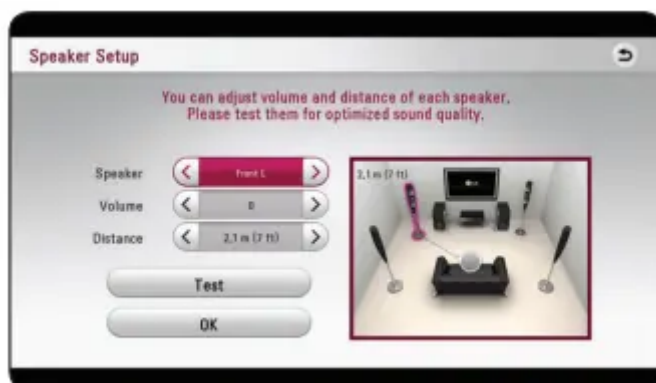 Speaker Setup
You can adjust volume and distance of each speaker.
Please test them for optimized sound quality.
Speaker
Front L
Volume
0
Distance
2,1 m (7 ft)
Test
OK
2,1 m (7 ft)
LG